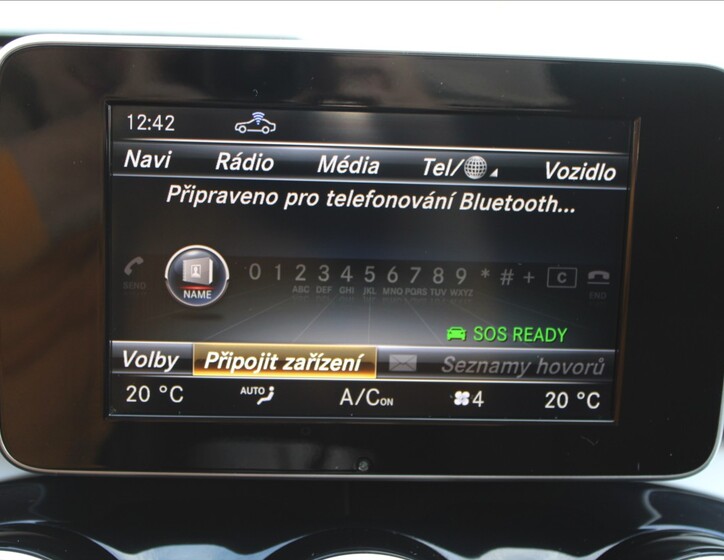 12:42
Navi Rádio Média Tel/ Vozidlo
Připraveno pro telefonování Bluetooth...
0 1 2 3 4 5 6 7 8 9 * # + C
SEND NAME ABC DEF GHI JKL MNO PQRS TUV WXYZ END
SOS READY
Volby Připojit zařízení Seznamy hovorů
20 °C AUTO A/C ON 4 20 °C